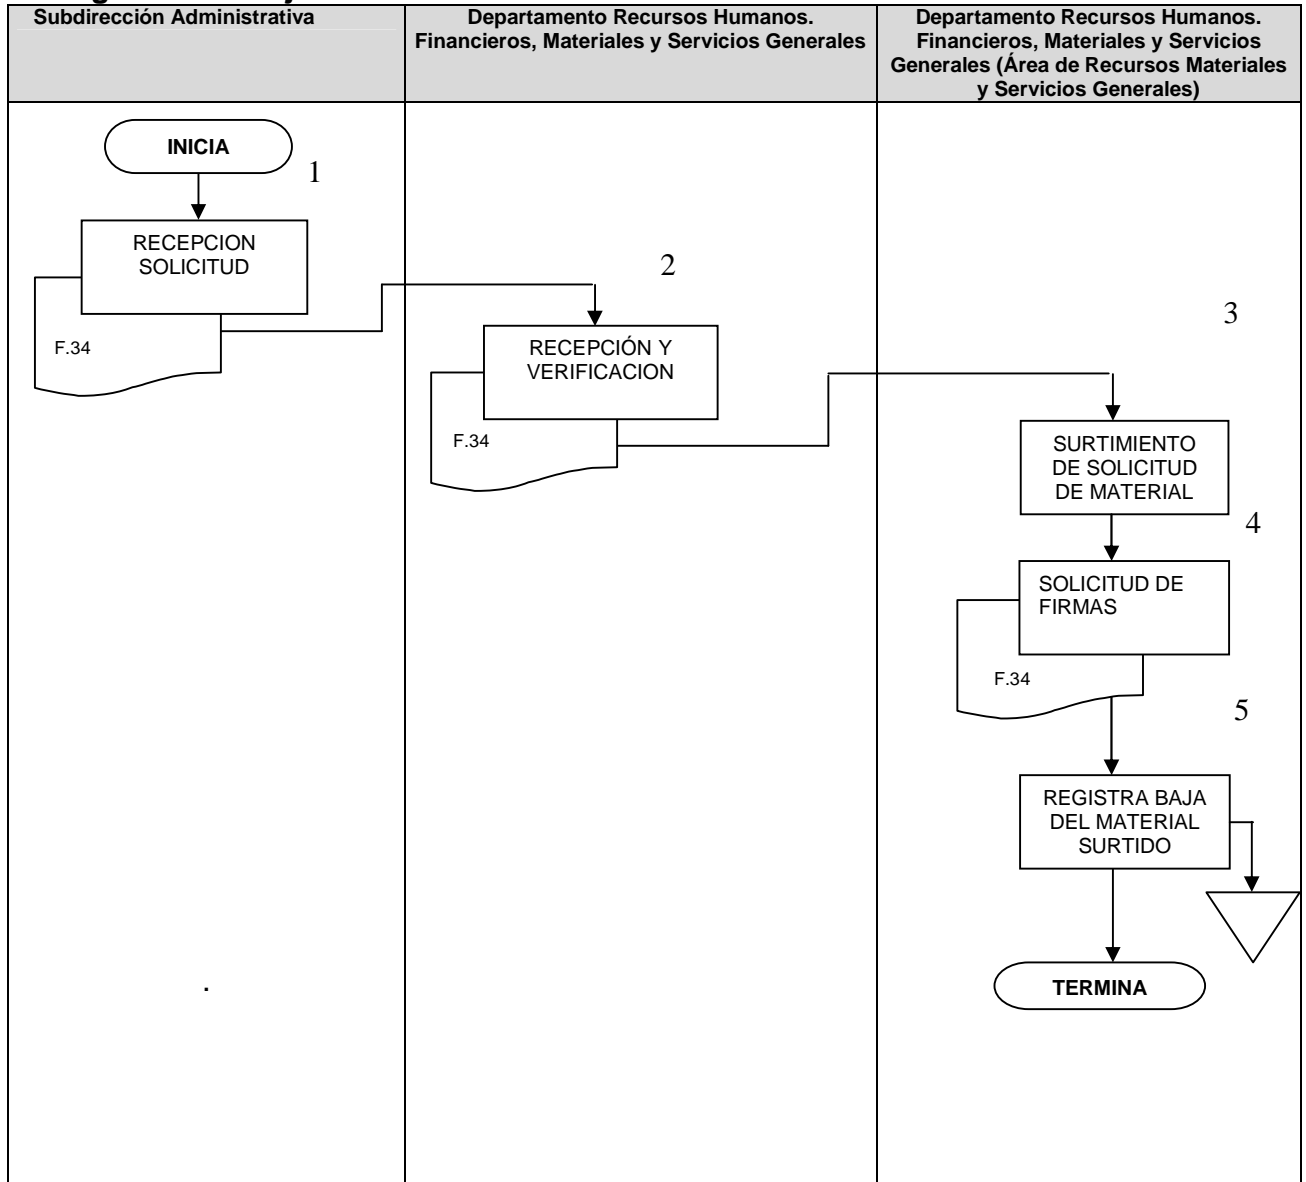 Subdirección Administrativa
Departamento Recursos Humanos.
Financieros, Materiales y Servicios Generales
Departamento Recursos Humanos.
Financieros, Materiales y Servicios
Generales (Área de Recursos Materiales
y Servicios Generales)
INICIA
1
RECEPCION
SOLICITUD
F.34
2
RECEPCIÓN Y
VERIFICACION
F.34
3
SURTIMIENTO
DE SOLICITUD
DE MATERIAL
4
SOLICITUD DE
FIRMAS
F.34
5
REGISTRA BAJA
DEL MATERIAL
SURTIDO
.
TERMINA